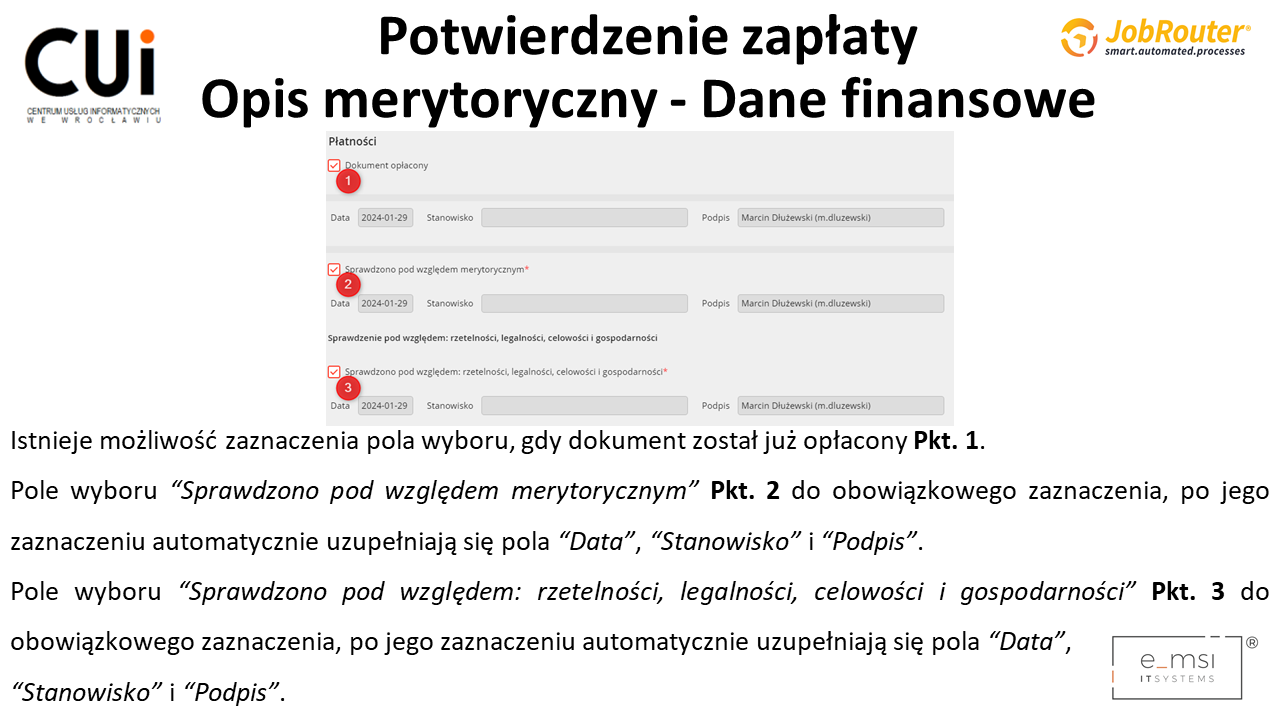 CUi
CENTRUM USŁUG INFORMATYCZNYCH
WE WROCŁAWIU
Potwierdzenie zapłaty
Opis merytoryczny - Dane finansowe
JobRouter®
smart.automated.processes
Płatności
Dokument opłacony
1
Data 2024-01-29 Stanowisko Podpis Marcin Dłużewski (m.dluzewski)
Sprawdzono pod względem merytorycznym*
2
Data 2024-01-29 Stanowisko Podpis Marcin Dłużewski (m.dluzewski)
Sprawdzenie pod względem: rzetelności, legalności, celowości i gospodarności
Sprawdzono pod względem: rzetelności, legalności, celowości i gospodarności*
3
Data 2024-01-29 Stanowisko Podpis Marcin Dłużewski (m.dluzewski)
Istnieje możliwość zaznaczenia pola wyboru, gdy dokument został już opłacony Pkt. 1.
Pole wyboru “Sprawdzono pod względem merytorycznym” Pkt. 2 do obowiązkowego zaznaczenia, po jego
zaznaczeniu automatycznie uzupełniają się pola “Data”, “Stanowisko” i “Podpis”.
Pole wyboru “Sprawdzono pod względem: rzetelności, legalności, celowości i gospodarności” Pkt. 3 do
obowiązkowego zaznaczenia, po jego zaznaczeniu automatycznie uzupełniają się pola “Data”,
“Stanowisko” i “Podpis”.
e_msi ®
ITSYSTEMS